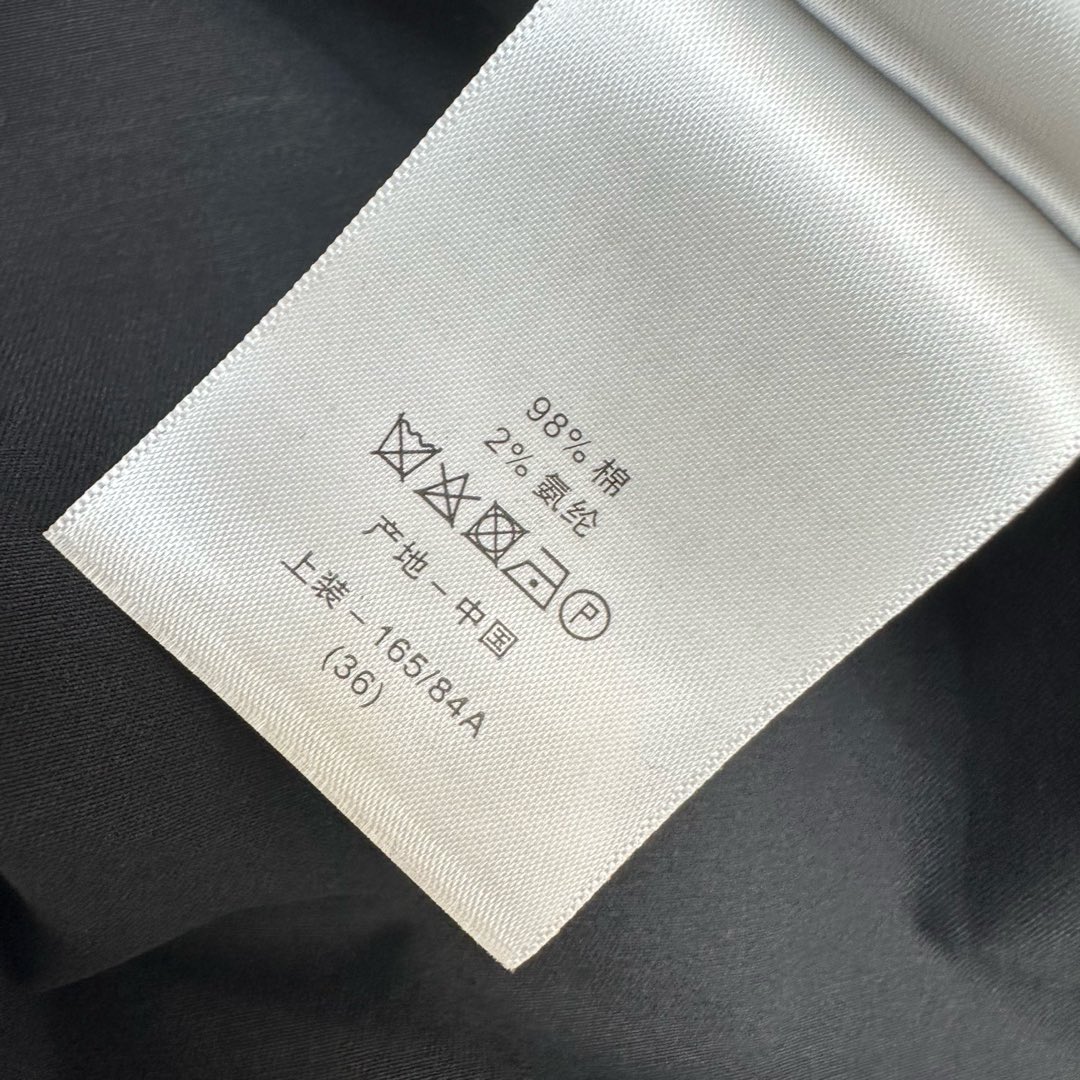 98% 棉
2% 氨纶
P
产地 – 中国
上装 – 165/84A
(36)